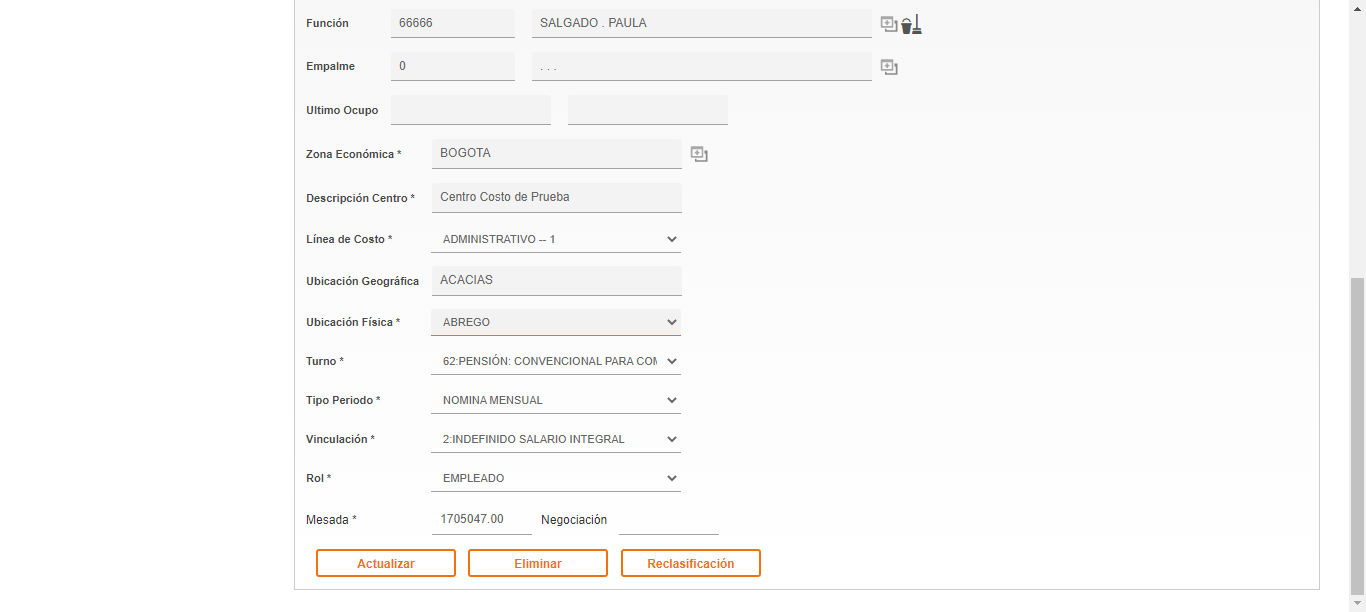 Función 66666 SALGADO . PAULA
Empalme 0 . . .
Ultimo Ocupo
Zona Económica * BOGOTA
Descripción Centro * Centro Costo de Prueba
Línea de Costo * ADMINISTRATIVO -- 1
Ubicación Geográfica ACACIAS
Ubicación Física * ABREGO
Turno * 62:PENSIÓN: CONVENCIONAL PARA COM
Tipo Periodo * NOMINA MENSUAL
Vinculación * 2:INDEFINIDO SALARIO INTEGRAL
Rol * EMPLEADO
Mesada * 1705047.00 Negociación
Actualizar Eliminar Reclasificación